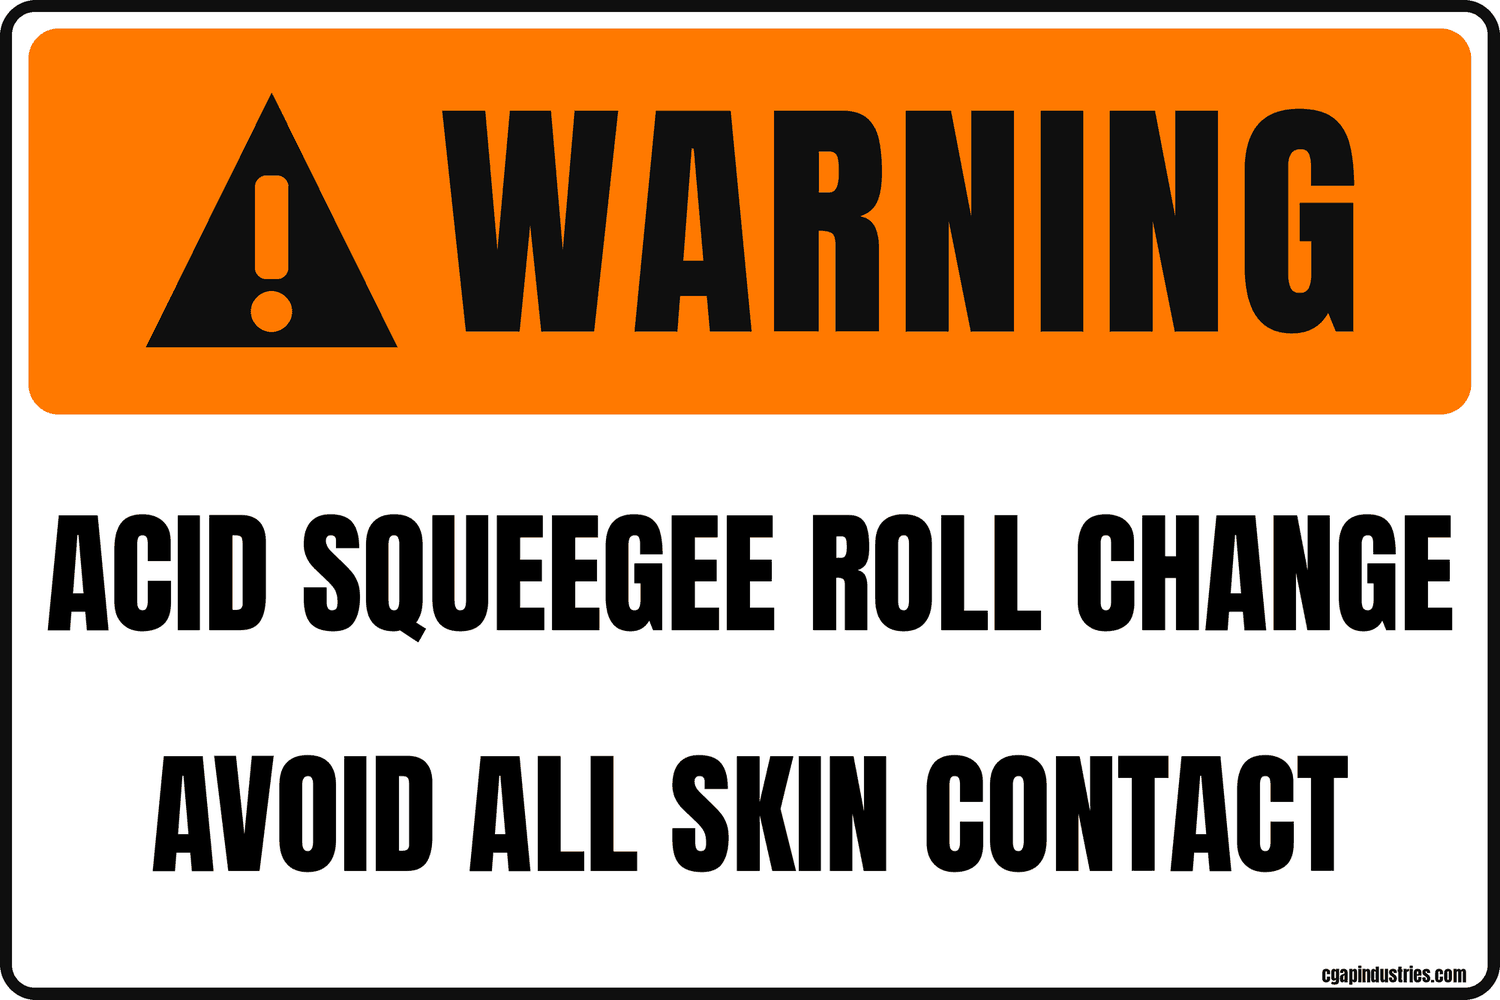 WARNING
ACID SQUEEGEE ROLL CHANGE
AVOID ALL SKIN CONTACT
cgapindustries.com